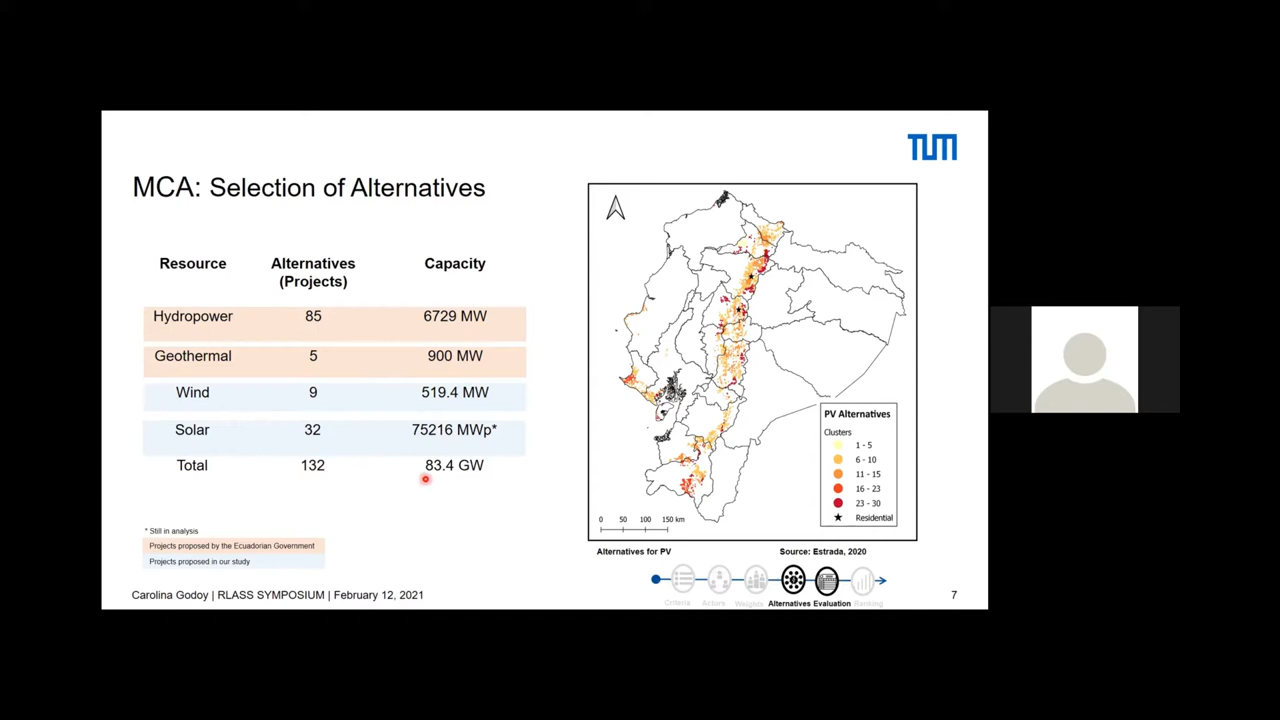 TUM
MCA: Selection of Alternatives
Resource
Alternatives
(Projects)
Capacity
Hydropower 85 6729 MW
Geothermal 5 900 MW
Wind 9 519.4 MW
Solar 32 75216 MWp*
Total 132 83.4 GW
* Still in analysis
Projects proposed by the Ecuadorian Government
Projects proposed in our study
PV Alternatives
Clusters
1 - 5
6 - 10
11 - 15
16 - 23
23 - 30
Residential
0 50 100 150 km
Alternatives for PV
Source: Estrada, 2020
Criteria Actors Weights Alternatives Evaluation Ranking
Carolina Godoy | RLASS SYMPOSIUM | February 12, 2021
7